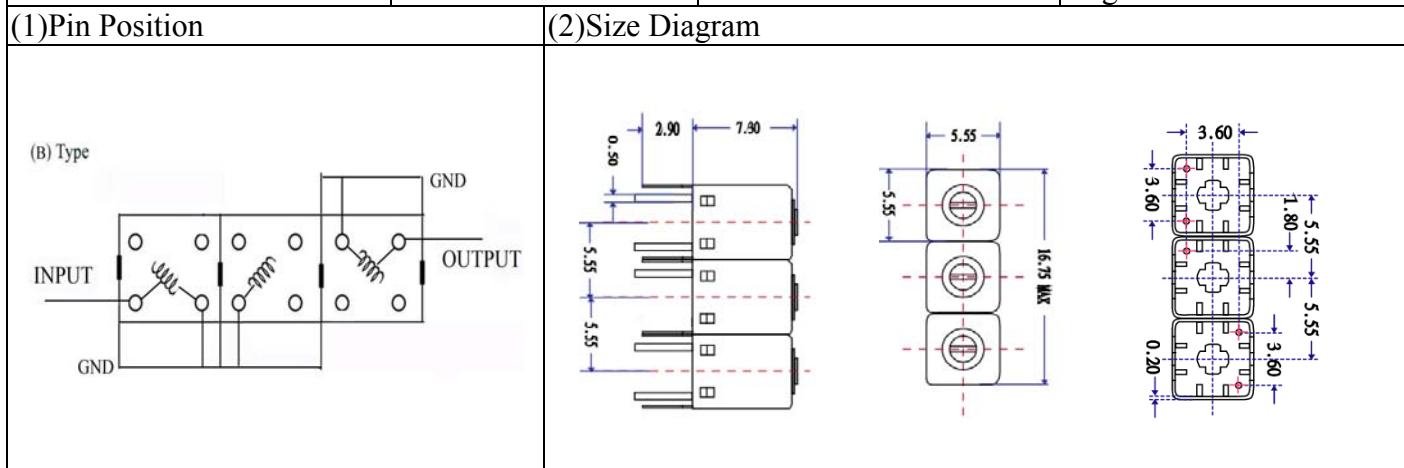 (1)Pin Position
(2)Size Diagram
(B) Type
GND
INPUT
OUTPUT
GND
2.90
7.90
0.50
5.55
5.55
5.55
5.55
16.75 MAX
3.60
3.60
1.80
5.55
5.55
3.60
0.20